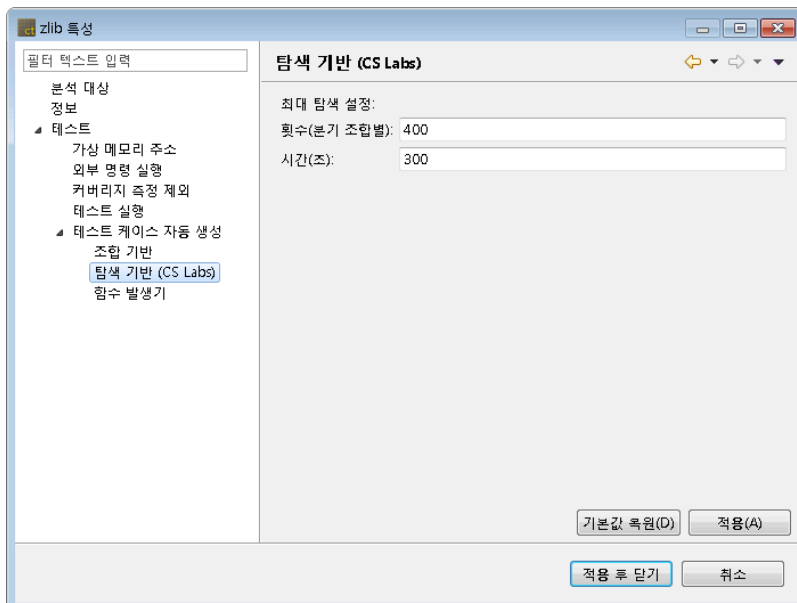 ct zlib 특성
필터 텍스트 입력
분석 대상
정보
테스트
가상 메모리 주소
외부 명령 실행
커버리지 측정 제외
테스트 실행
테스트 케이스 자동 생성
조합 기반
탐색 기반 (CS Labs)
함수 발생기
탐색 기반 (CS Labs)
최대 탐색 설정:
횟수(분기 조합별): 400
시간(초): 300
기본값 복원(D) 적용(A)
적용 후 닫기 취소